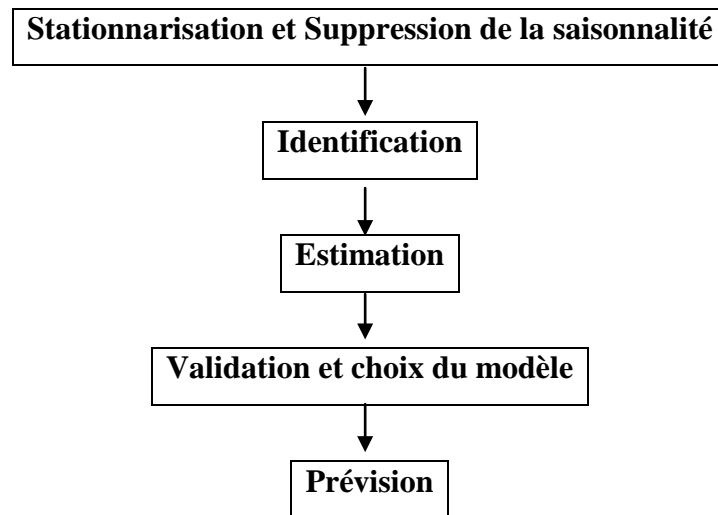 Stationnarisation et Suppression de la saisonnalité
Identification
Estimation
Validation et choix du modèle
Prévision